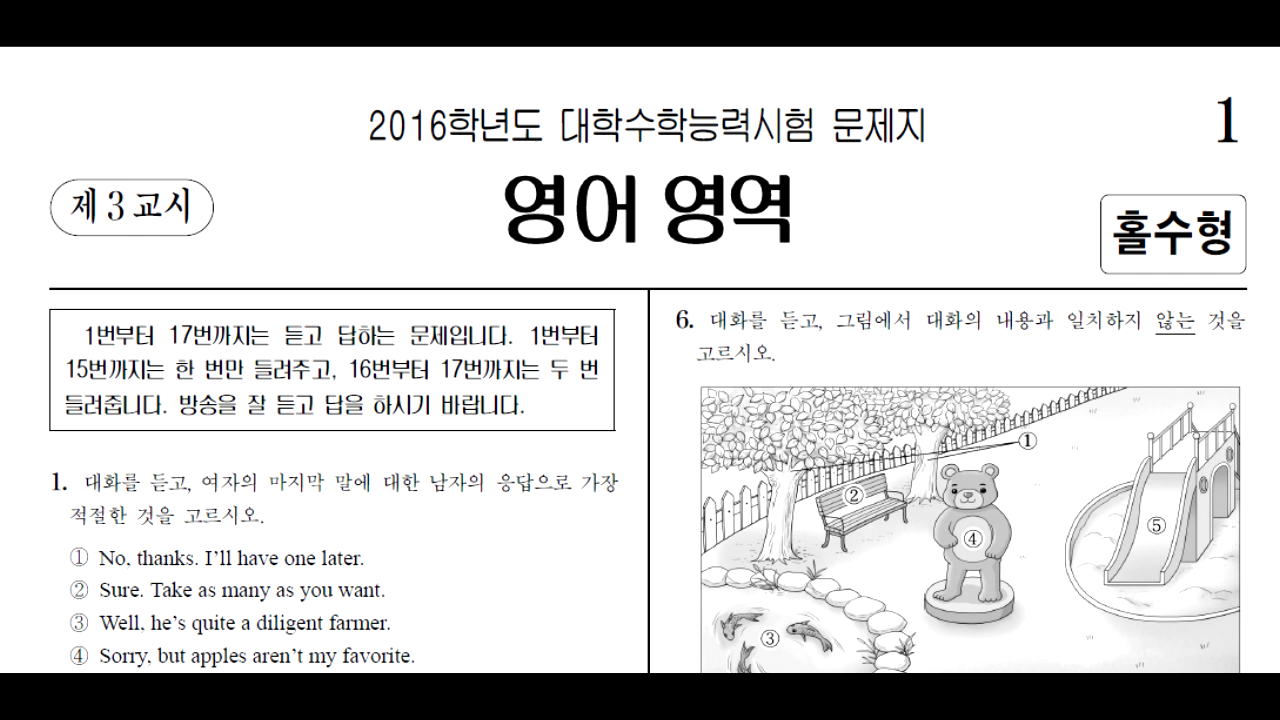 2016학년도 대학수학능력시험 문제지
1
제 3 교시
영어 영역
홀수형
1번부터 17번까지는 듣고 답하는 문제입니다. 1번부터
15번까지는 한 번만 들려주고, 16번부터 17번까지는 두 번
들려줍니다. 방송을 잘 듣고 답을 하시기 바랍니다.
1. 대화를 듣고, 여자의 마지막 말에 대한 남자의 응답으로 가장
적절한 것을 고르시오.
① No, thanks. I’ll have one later.
② Sure. Take as many as you want.
③ Well, he’s quite a diligent farmer.
④ Sorry, but apples aren’t my favorite.
6. 대화를 듣고, 그림에서 대화의 내용과 일치하지 않는 것을
고르시오.
①
②
④
⑤
③